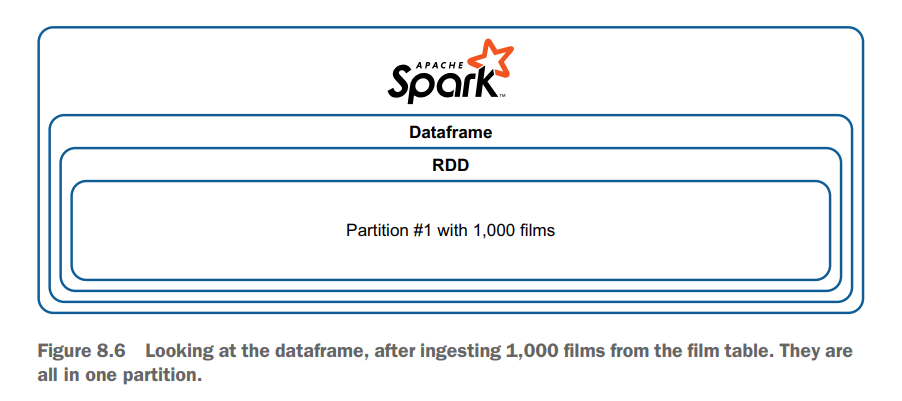 APACHE
Spark™
Dataframe
RDD
Partition #1 with 1,000 films
Figure 8.6 Looking at the dataframe, after ingesting 1,000 films from the film table. They are
all in one partition.